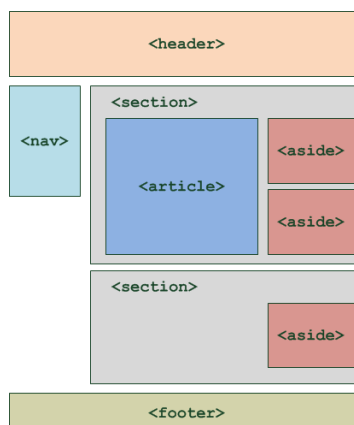 <header>
<nav>
<section>
<article>
<aside>
<aside>
<section>
<aside>
<footer>